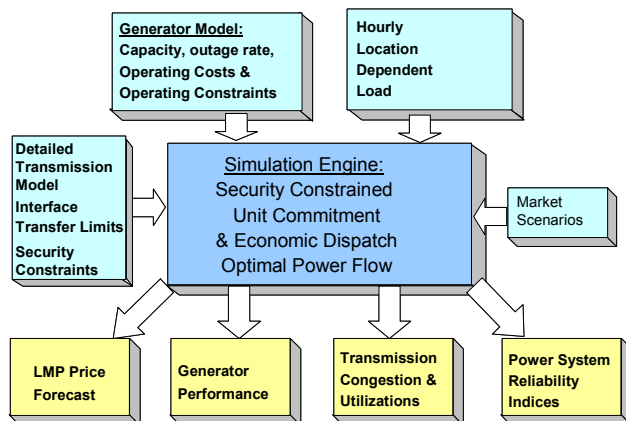 Generator Model:
Capacity, outage rate,
Operating Costs &
Operating Constraints
Hourly
Location
Dependent
Load
Detailed
Transmission
Model
Interface
Transfer Limits
Security
Constraints
Simulation Engine:
Security Constrained
Unit Commitment
& Economic Dispatch
Optimal Power Flow
Market
Scenarios
LMP Price
Forecast
Generator
Performance
Transmission
Congestion &
Utilizations
Power System
Reliability
Indices